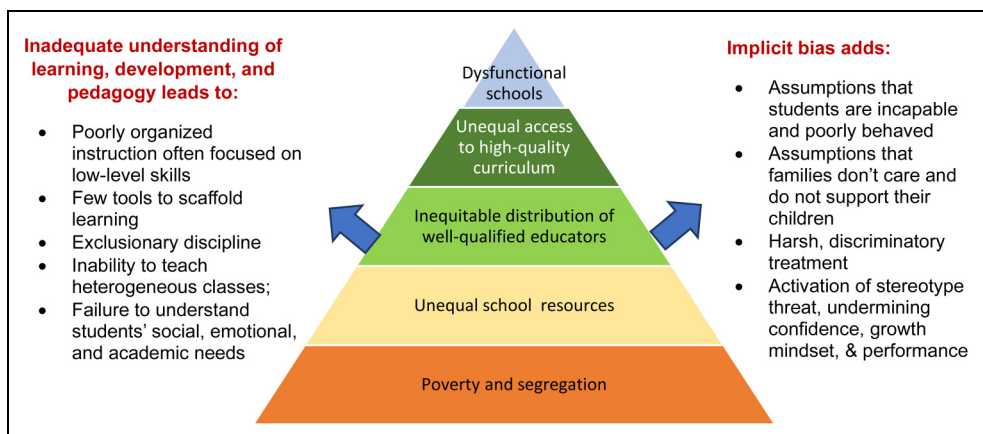 Inadequate understanding of
learning, development, and
pedagogy leads to:
• Poorly organized
instruction often focused on
low-level skills
• Few tools to scaffold
learning
• Exclusionary discipline
• Inability to teach
heterogeneous classes;
• Failure to understand
students’ social, emotional,
and academic needs
Dysfunctional
schools
Unequal access
to high-quality
curriculum
Inequitable distribution of
well-qualified educators
Unequal school resources
Poverty and segregation
Implicit bias adds:
• Assumptions that
students are incapable
and poorly behaved
• Assumptions that
families don’t care and
do not support their
children
• Harsh, discriminatory
treatment
• Activation of stereotype
threat, undermining
confidence, growth
mindset, & performance